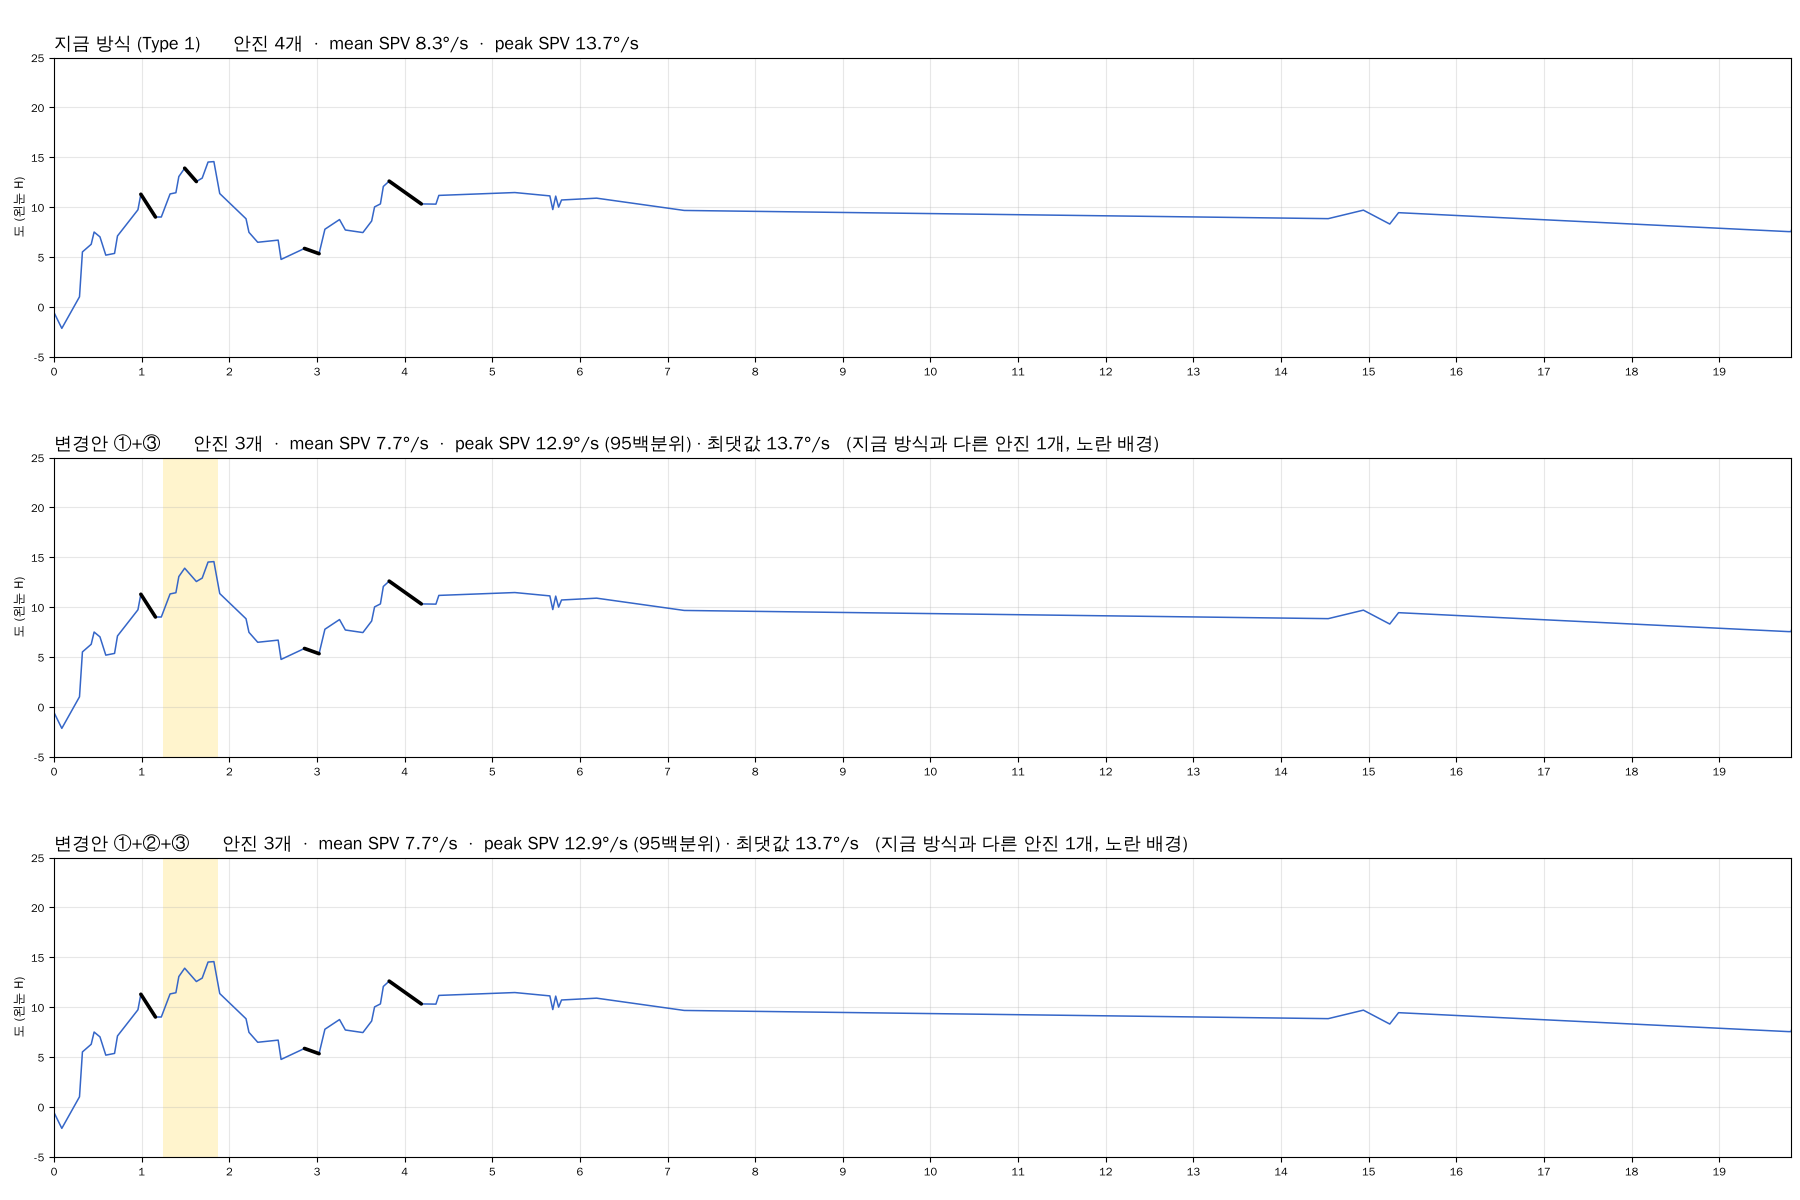 지금 방식 (Type 1) 안진 4개 · mean SPV 8.3°/s · peak SPV 13.7°/s
25
20
15
10
5
0
-5
도 (왼눈 H)
0 1 2 3 4 5 6 7 8 9 10 11 12 13 14 15 16 17 18 19
변경안 ①+③ 안진 3개 · mean SPV 7.7°/s · peak SPV 12.9°/s (95백분위) · 최댓값 13.7°/s (지금 방식과 다른 안진 1개, 노란 배경)
25
20
15
10
5
0
-5
도 (왼눈 H)
0 1 2 3 4 5 6 7 8 9 10 11 12 13 14 15 16 17 18 19
변경안 ①+②+③ 안진 3개 · mean SPV 7.7°/s · peak SPV 12.9°/s (95백분위) · 최댓값 13.7°/s (지금 방식과 다른 안진 1개, 노란 배경)
25
20
15
10
5
0
-5
도 (왼눈 H)
0 1 2 3 4 5 6 7 8 9 10 11 12 13 14 15 16 17 18 19